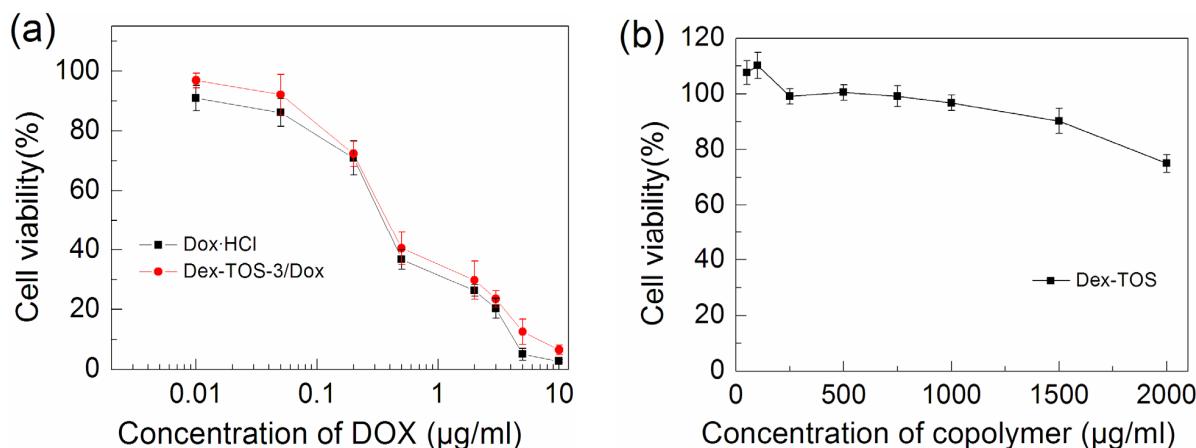 (a)
100
80
60
40
20
0
Cell viability(%)
Dox·HCl
Dex-TOS-3/Dox
0.01
0.1
1
10
Concentration of DOX (µg/ml)
(b)
120
100
80
60
40
20
0
Cell viability(%)
Dex-TOS
0
500
1000
1500
2000
Concentration of copolymer (µg/ml)